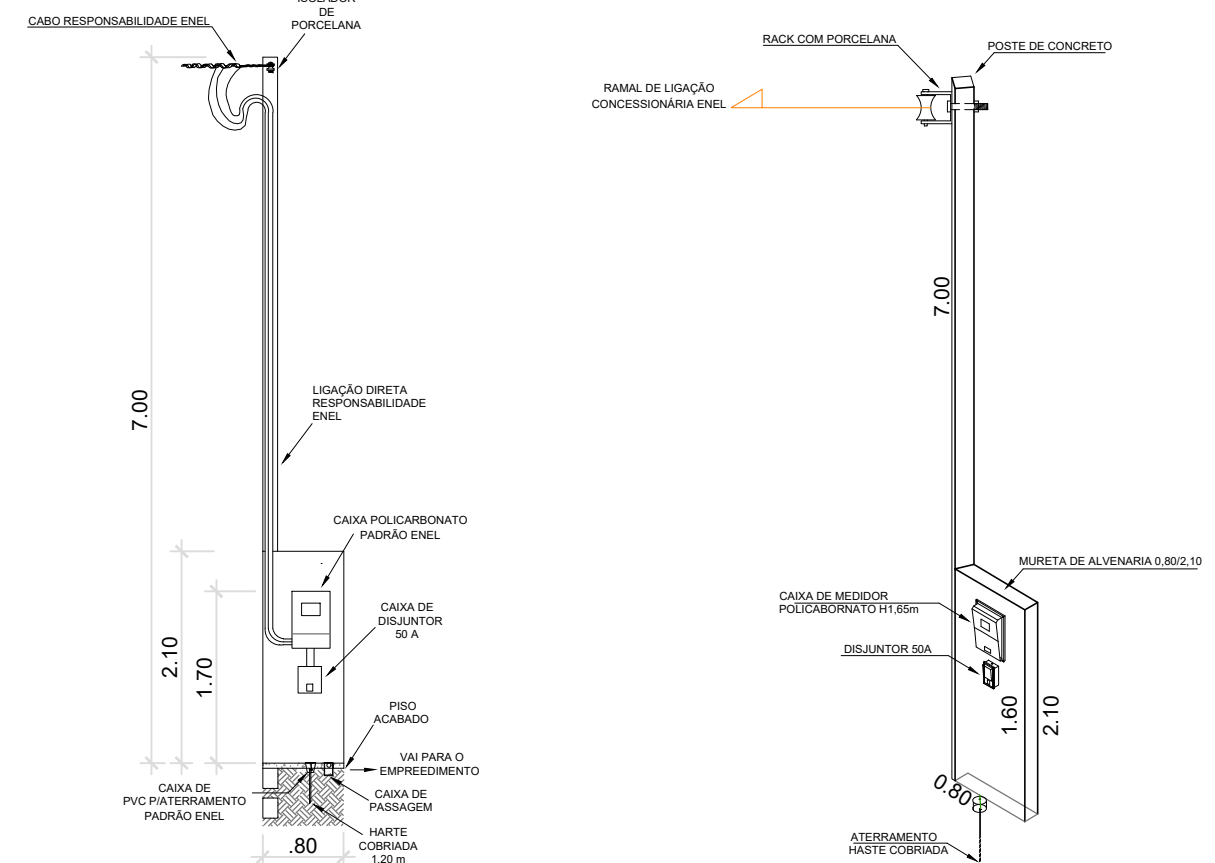 ISOLADOR
DE
PORCELANA
CABO RESPONSABILIDADE ENEL
7.00
LIGAÇÃO DIRETA
RESPONSABILIDADE
ENEL
CAIXA POLICARBONATO
PADRÃO ENEL
CAIXA DE
DISJUNTOR
50 A
2.10
1.70
PISO
ACABADO
VAI PARA O
EMPREEDIMENTO
CAIXA DE
PVC P/ATERRAMENTO
PADRÃO ENEL
CAIXA DE
PASSAGEM
HARTE
COBRIADA
1.20 m
.80
RACK COM PORCELANA
POSTE DE CONCRETO
RAMAL DE LIGAÇÃO
CONCESSIONÁRIA ENEL
7.00
MURETA DE ALVENARIA 0,80/2,10
CAIXA DE MEDIDOR
POLICABORNATO H1,65m
DISJUNTOR 50A
1.60
2.10
0.80
ATERRAMENTO
HASTE COBRIADA